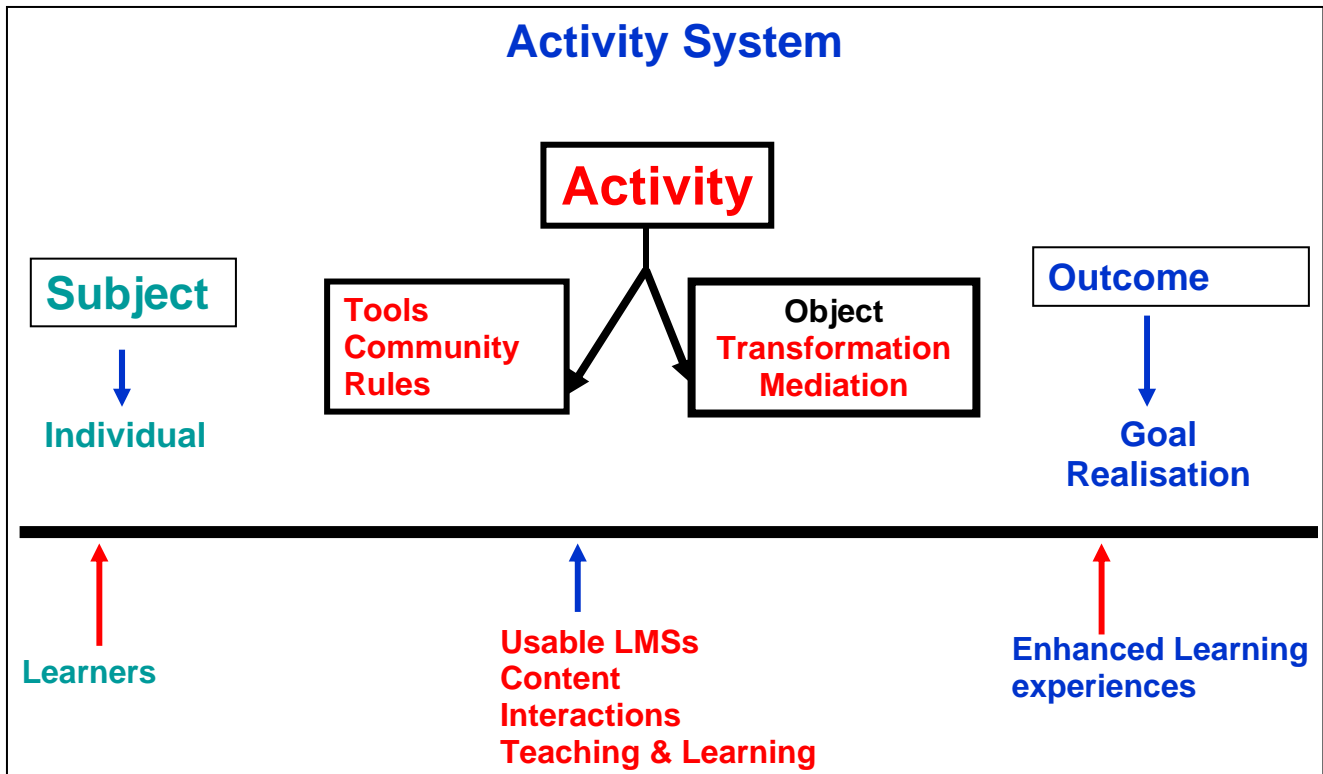 Activity System
Activity
Subject
Individual
Tools
Community
Rules
Object
Transformation
Mediation
Outcome
Goal
Realisation
Learners
Usable LMSs
Content
Interactions
Teaching & Learning
Enhanced Learning
experiences